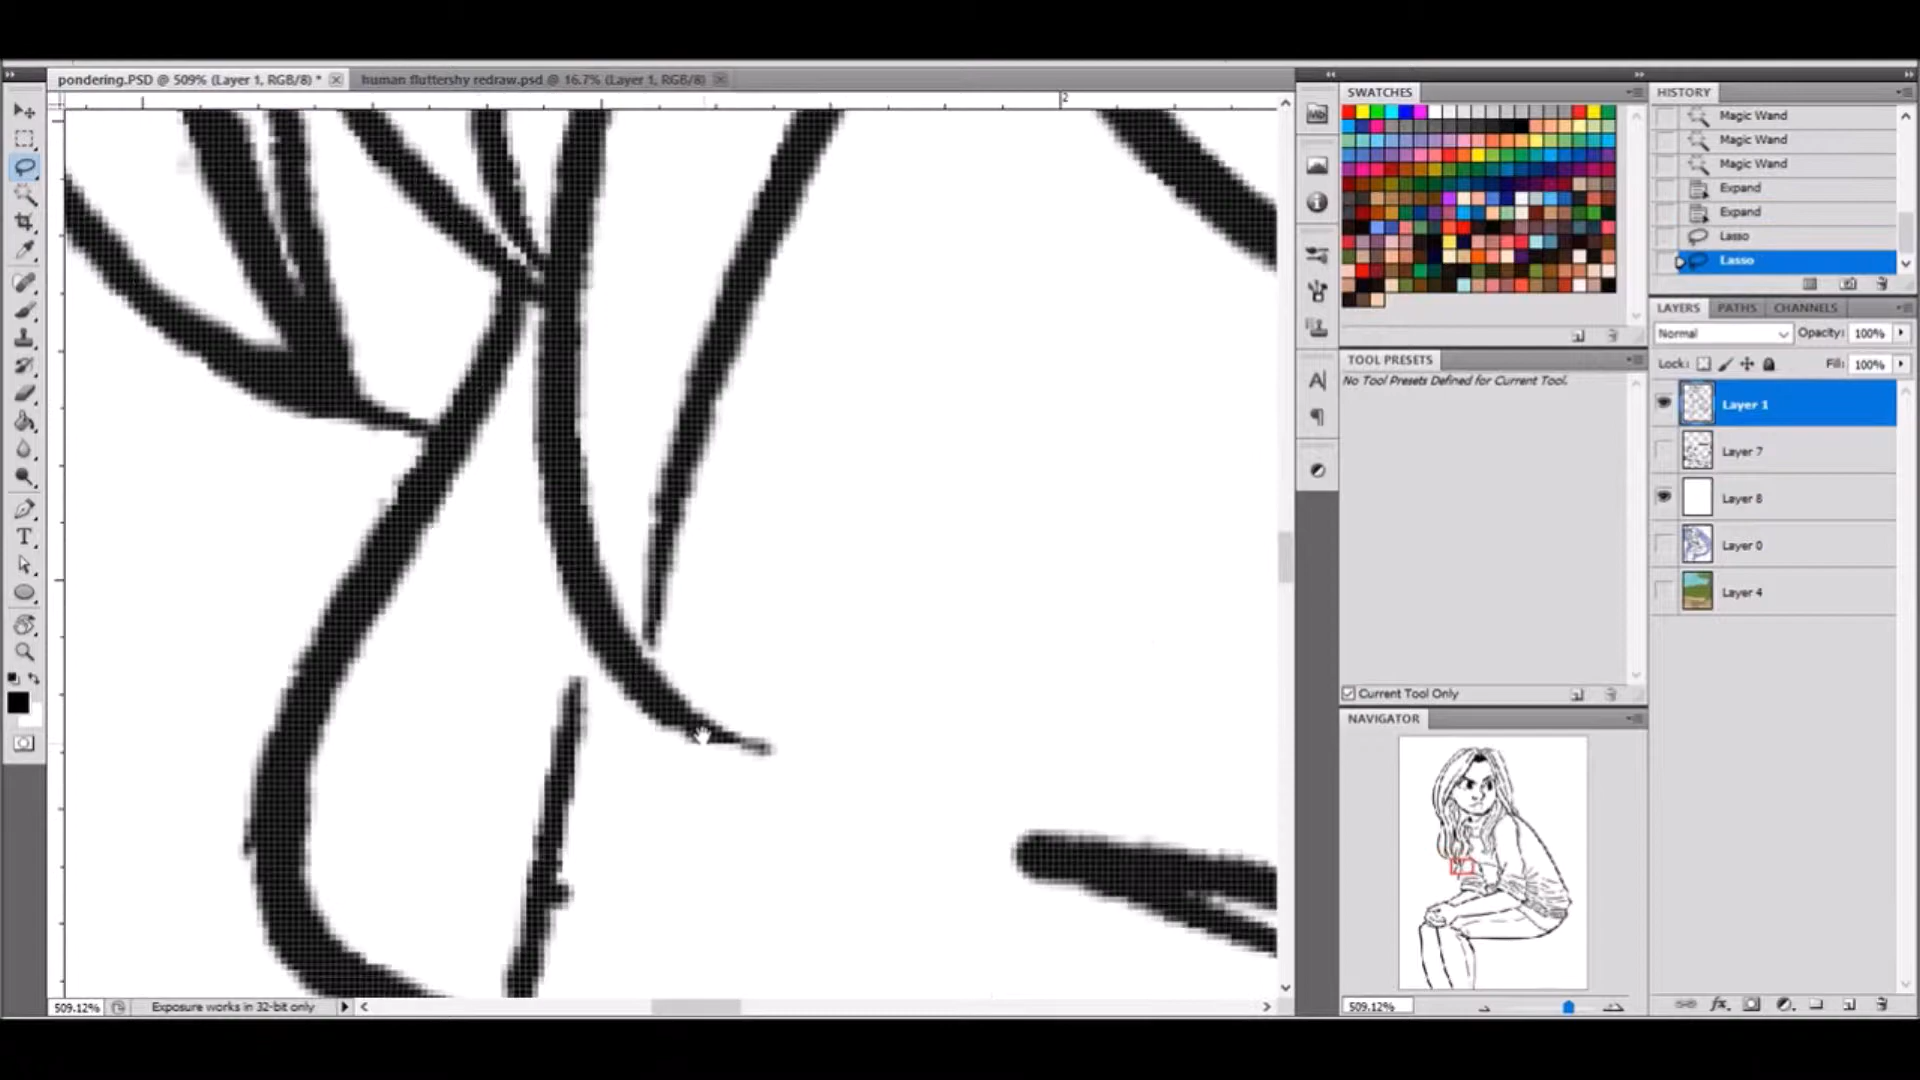 pondering.PSD @ 509% (Layer 1, RGB/8) *
human fluttershy redraw.psd @ 16.7% (Layer 1, RGB/8)
2
SWATCHES
Mb
TOOL PRESETS
No Tool Presets Defined for Current Tool.
Current Tool Only
NAVIGATOR
509.12%
HISTORY
Magic Wand
Magic Wand
Magic Wand
Expand
Expand
Lasso
Lasso
LAYERS
PATHS
CHANNELS
Normal
Opacity: 100%
Lock:
Fill: 100%
Layer 1
Layer 7
Layer 8
Layer 0
Layer 4
fx
T
A
509.12%
Exposure works in 32-bit only